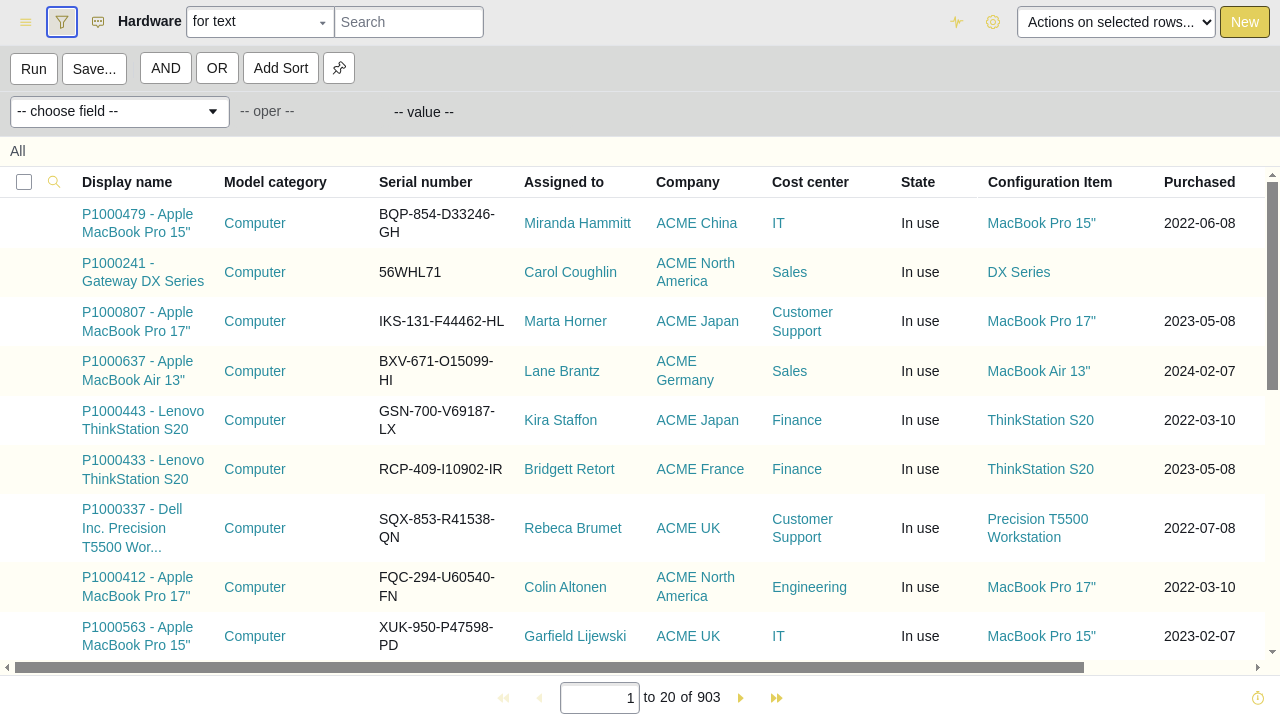 Hardware for text Search Actions on selected rows... New
Run Save... AND OR Add Sort
-- choose field -- -- oper -- -- value --
All
Display name Model category Serial number Assigned to Company Cost center State Configuration Item Purchased
P1000479 - Apple MacBook Pro 15" Computer BQP-854-D33246-GH Miranda Hammitt ACME China IT In use MacBook Pro 15" 2022-06-08
P1000241 - Gateway DX Series Computer 56WHL71 Carol Coughlin ACME North America Sales In use DX Series
P1000807 - Apple MacBook Pro 17" Computer IKS-131-F44462-HL Marta Horner ACME Japan Customer Support In use MacBook Pro 17" 2023-05-08
P1000637 - Apple MacBook Air 13" Computer BXV-671-O15099-HI Lane Brantz ACME Germany Sales In use MacBook Air 13" 2024-02-07
P1000443 - Lenovo ThinkStation S20 Computer GSN-700-V69187-LX Kira Staffon ACME Japan Finance In use ThinkStation S20 2022-03-10
P1000433 - Lenovo ThinkStation S20 Computer RCP-409-I10902-IR Bridgett Retort ACME France Finance In use ThinkStation S20 2023-05-08
P1000337 - Dell Inc. Precision T5500 Wor... Computer SQX-853-R41538-QN Rebeca Brumet ACME UK Customer Support In use Precision T5500 Workstation 2022-07-08
P1000412 - Apple MacBook Pro 17" Computer FQC-294-U60540-FN Colin Altonen ACME North America Engineering In use MacBook Pro 17" 2022-03-10
P1000563 - Apple MacBook Pro 15" Computer XUK-950-P47598-PD Garfield Lijewski ACME UK IT In use MacBook Pro 15" 2023-02-07
1 to 20 of 903